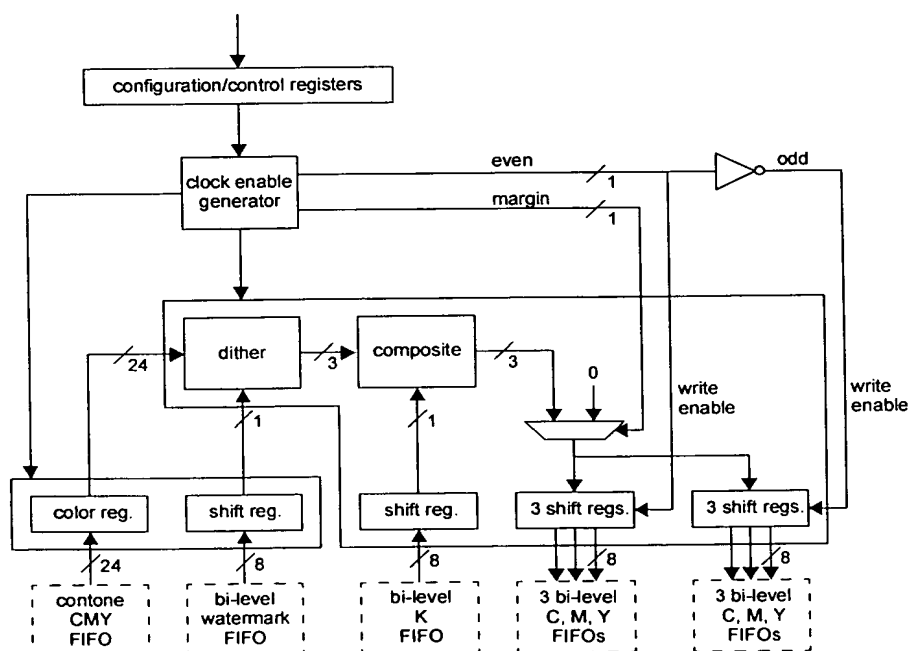 configuration/control registers
even
odd
1
clock enable
generator
margin
1
dither
composite
24
3
3
0
1
1
write
enable
write
enable
color reg.
shift reg.
shift reg.
3 shift regs.
3 shift regs.
24
8
8
8
8
contone
CMY
FIFO
bi-level
watermark
FIFO
bi-level
K
FIFO
3 bi-level
C, M, Y
FIFOs
3 bi-level
C, M, Y
FIFOs